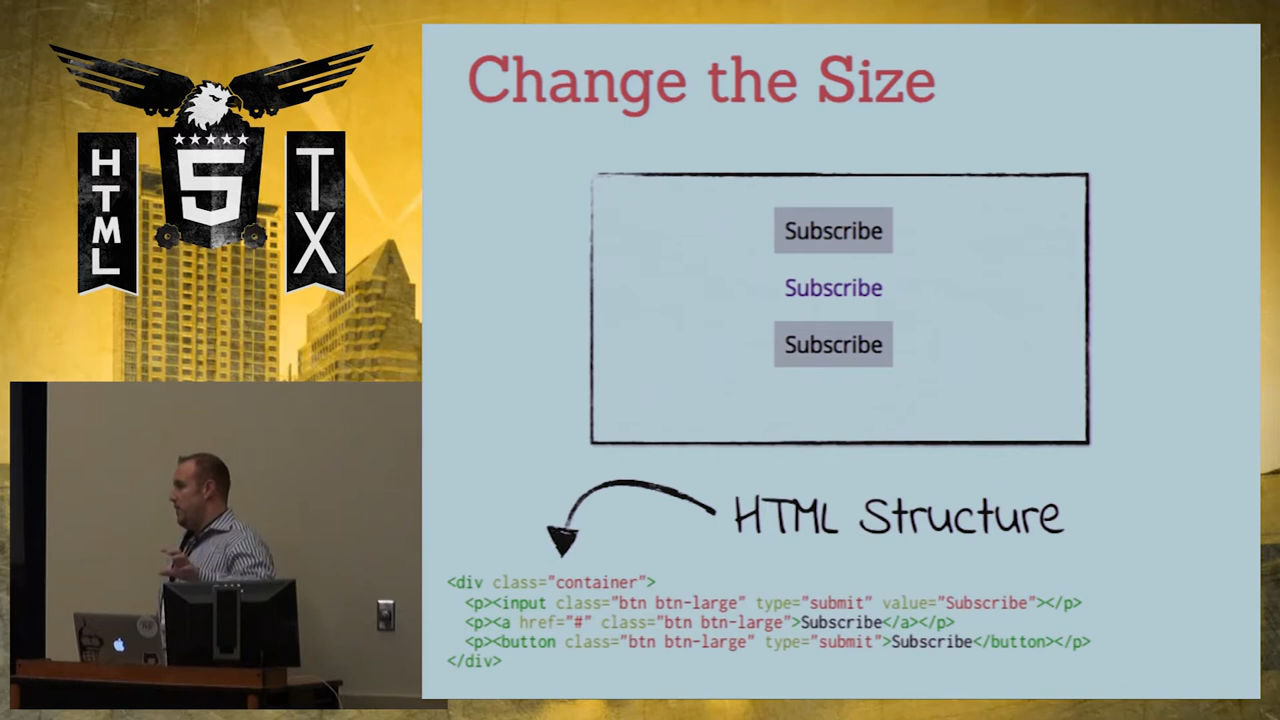 HTML
5
TX
Change the Size
Subscribe
Subscribe
Subscribe
HTML Structure
<div class="container">
<p><input class="btn btn-large" type="submit" value="Subscribe"></p>
<p><a href="#" class="btn btn-large">Subscribe</a></p>
<p><button class="btn btn-large" type="submit">Subscribe</button></p>
</div>